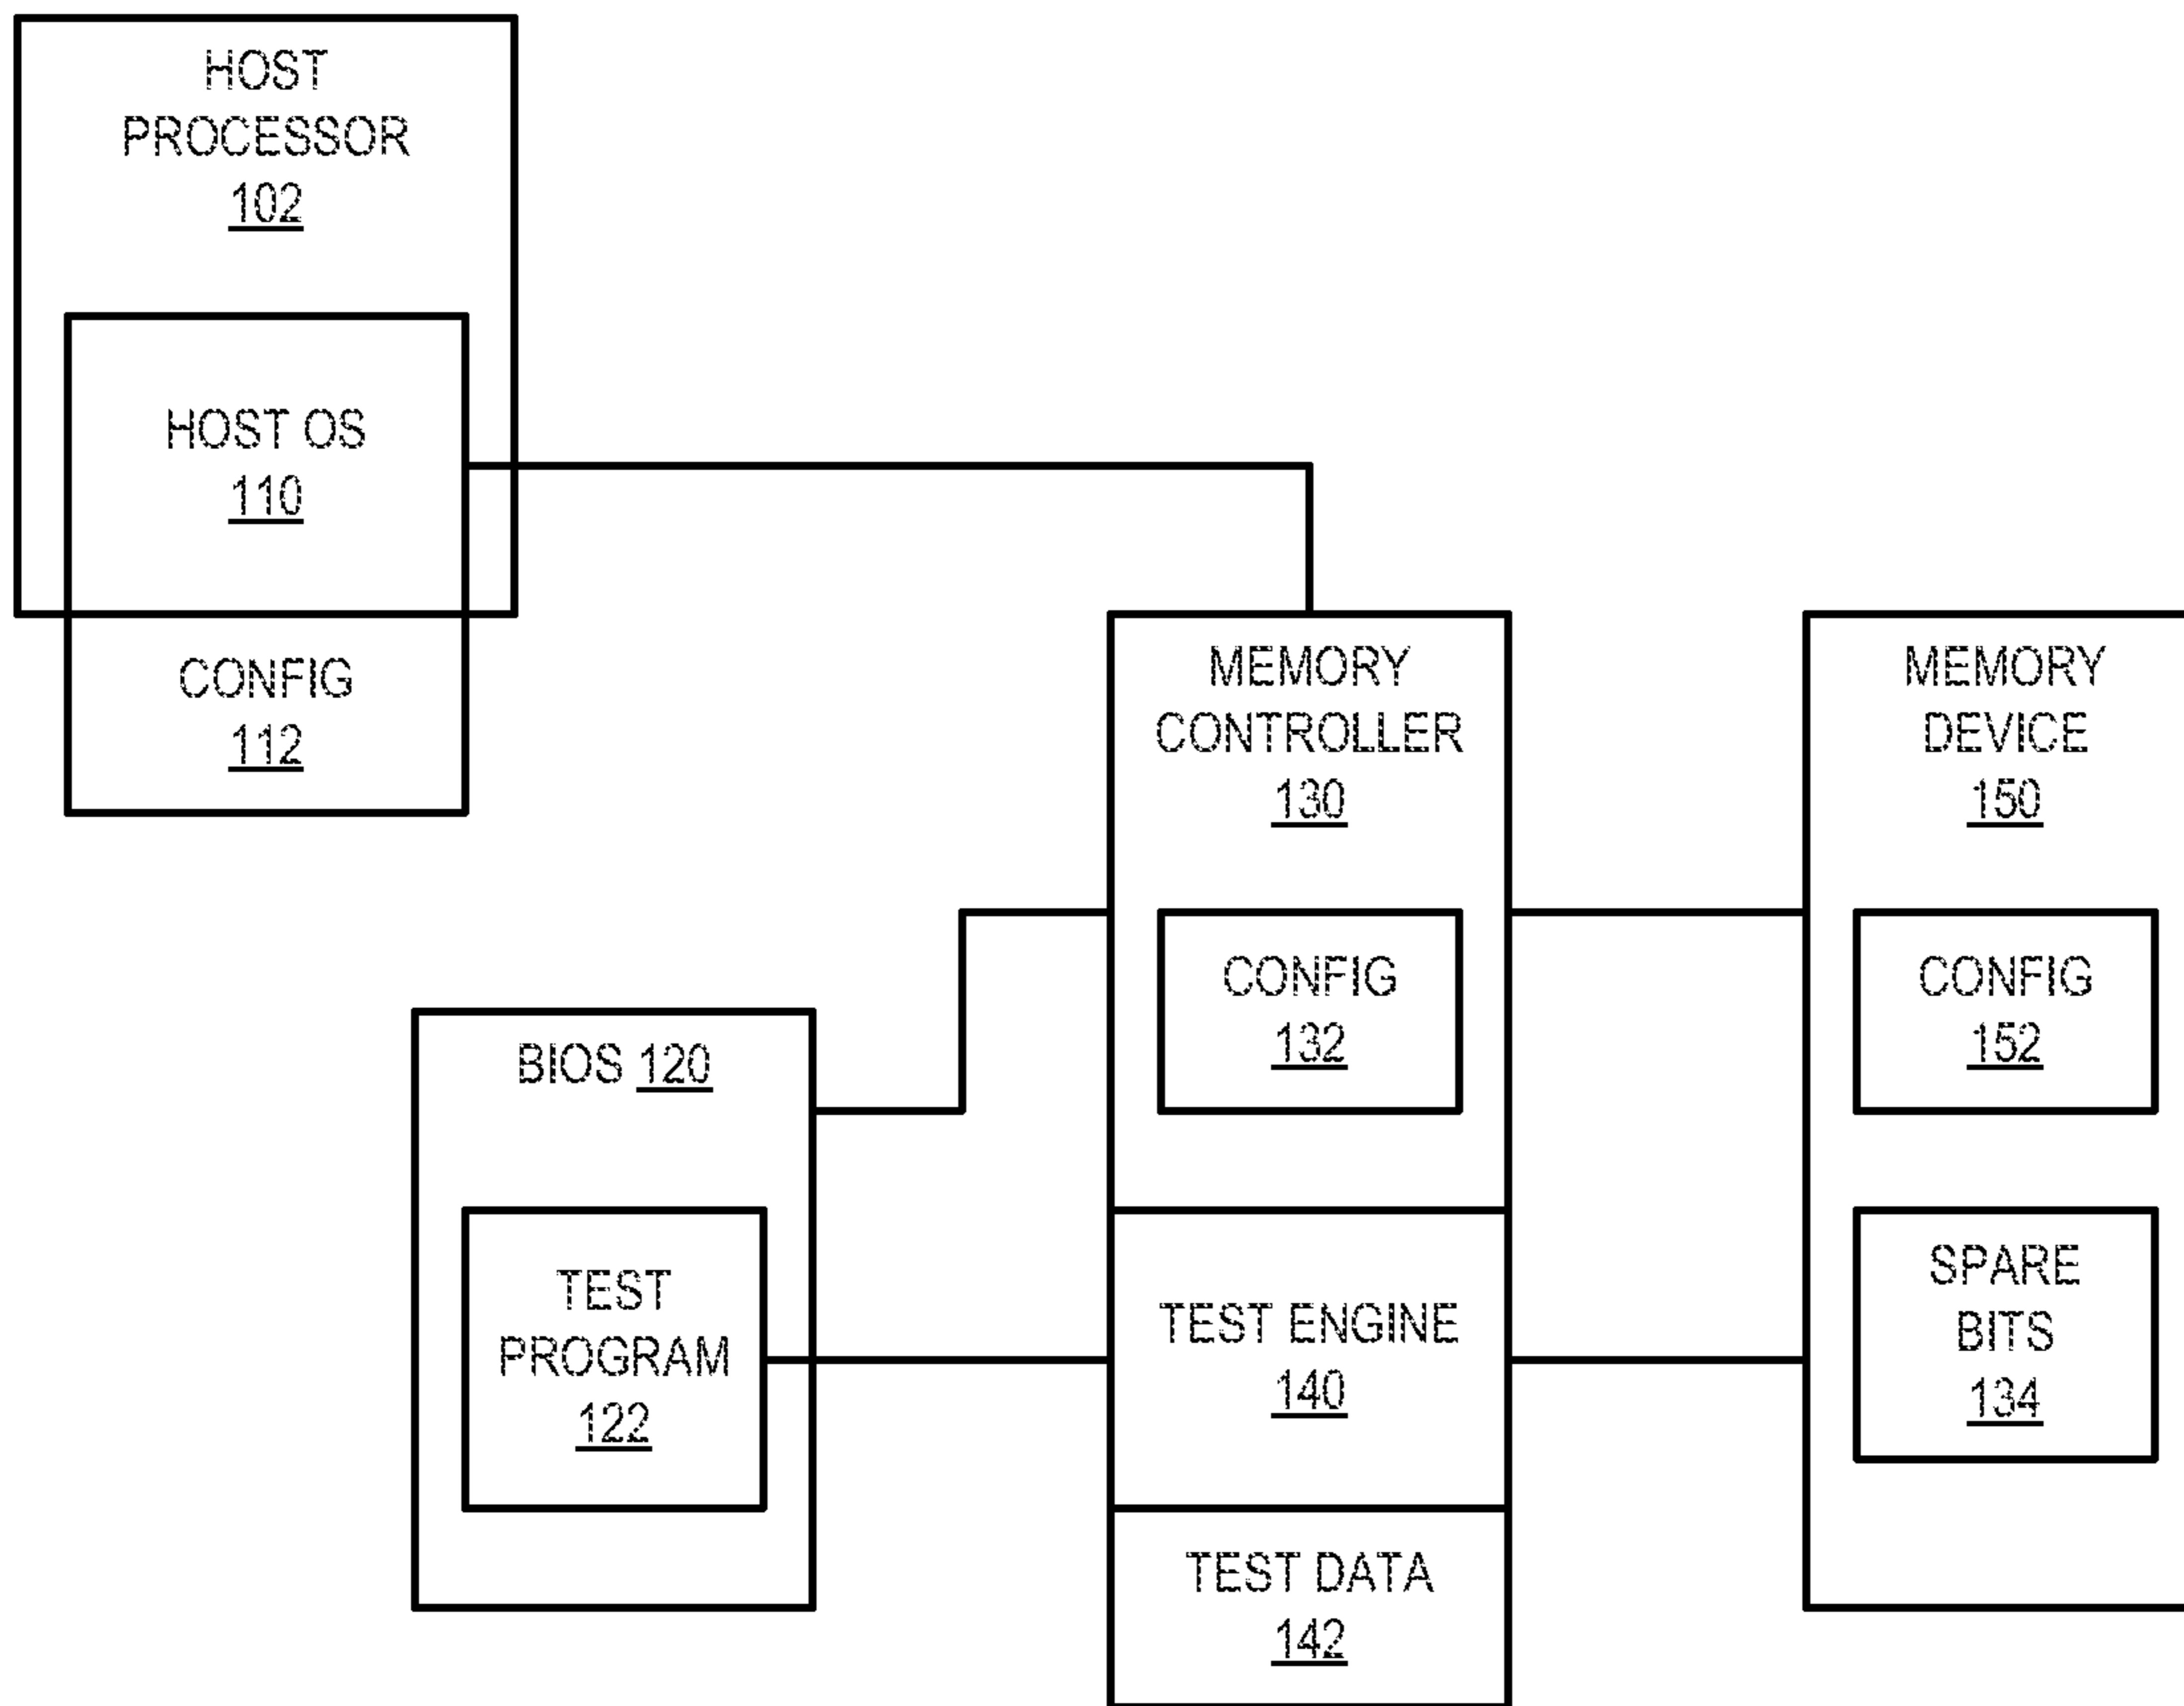 HOST
PROCESSOR
102
HOST OS
110
CONFIG
112
BIOS 120
TEST
PROGRAM
122
MEMORY
CONTROLLER
130
CONFIG
132
TEST ENGINE
140
TEST DATA
142
MEMORY
DEVICE
150
CONFIG
152
SPARE
BITS
134